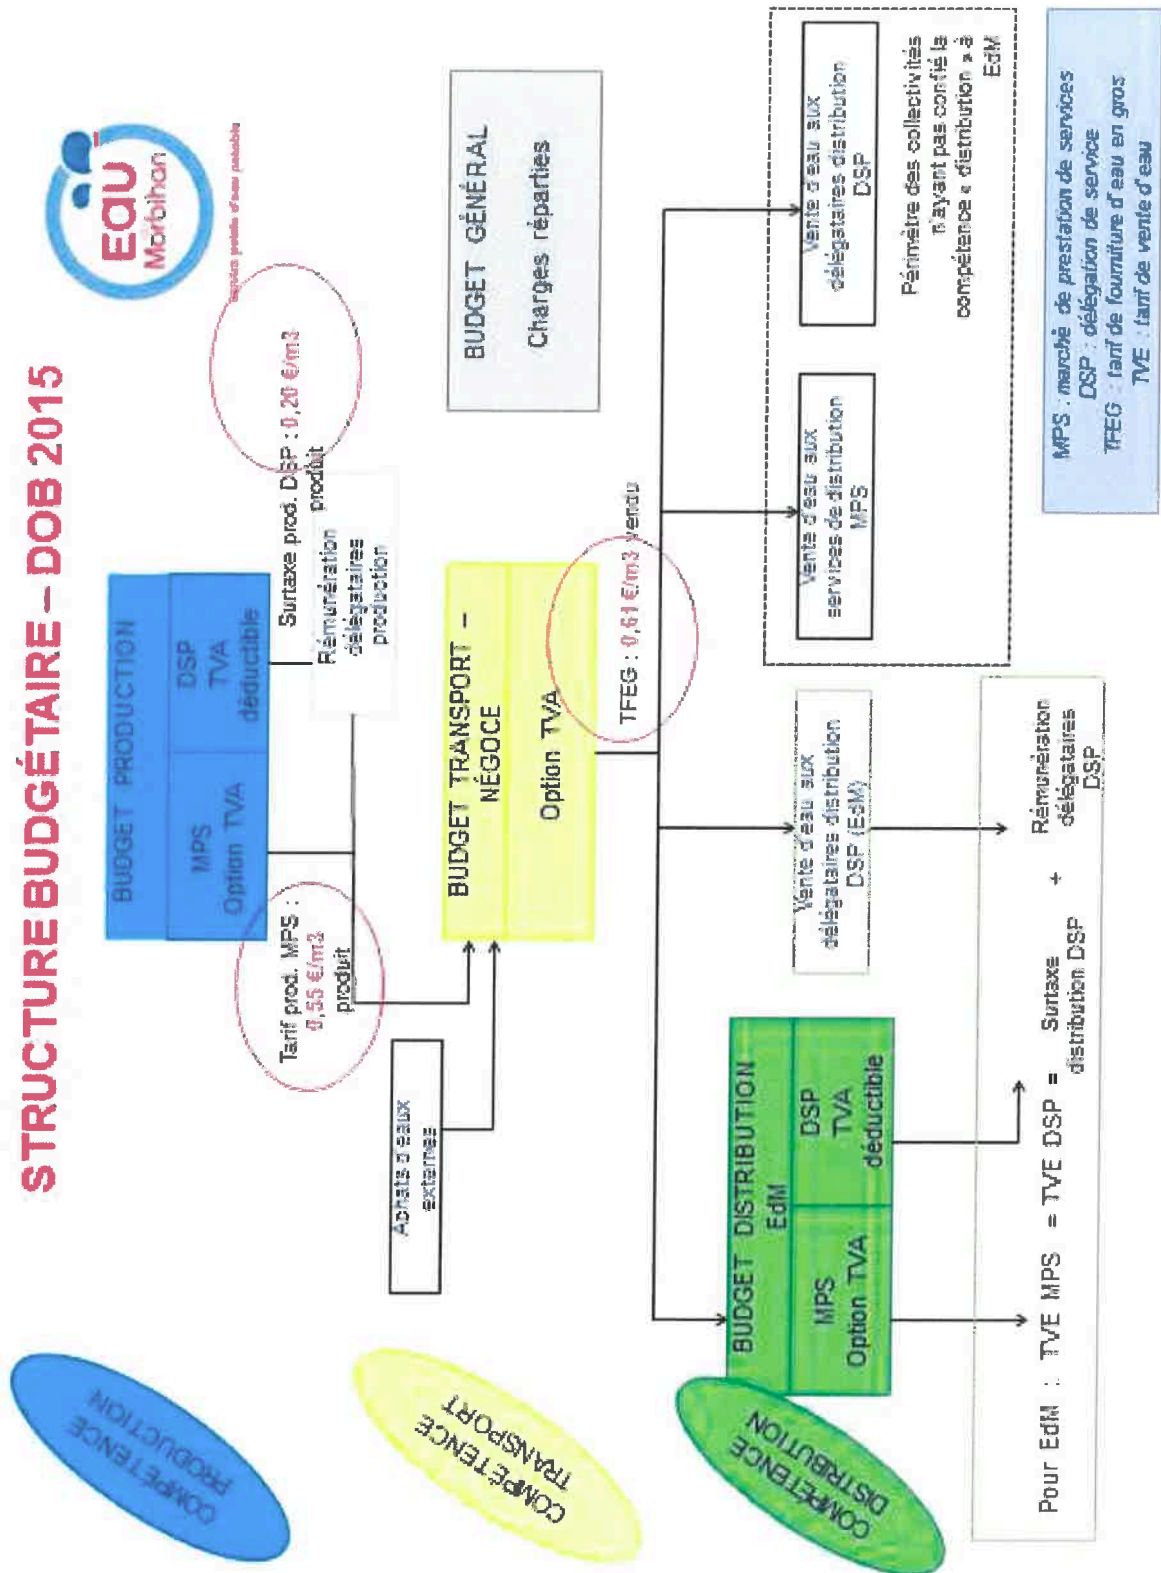 STRUCTURE BUDGÉTAIRE – DOB 2015
Eau
Morbihan
service public d'eau potable
COMPÉTENCE
PRODUCTION
BUDGET PRODUCTION
MPS
Option TVA
DSP
TVA
déductible
Tarif prod. MPS :
0,55 €/m3
produit
Surtaxe prod. DSP : 0,20 €/m3
produit
Rémunération
délégataires
production
Achats d'eaux
externes
COMPÉTENCE
TRANSPORT
BUDGET TRANSPORT –
NÉGOCE
Option TVA
BUDGET GÉNÉRAL
Charges réparties
TFEG : 0,61 €/m3 vendu
COMPÉTENCE
DISTRIBUTION
BUDGET DISTRIBUTION
EdM
MPS
Option TVA
DSP
TVA
déductible
Vente d'eau aux
délégataires distribution
DSP (EdM)
Vente d'eau aux
services de distribution
MPS
Vente d'eau aux
délégataires distribution
DSP
Périmètre des collectivités
n'ayant pas confié la
compétence « distribution » à
EdM
Pour EdM : TVE MPS = TVE DSP = Surtaxe
distribution DSP
+
Rémunération
délégataires
DSP
MPS : marché de prestation de services
DSP : délégation de service
TFEG : tarif de fourniture d'eau en gros
TVE : tarif de vente d'eau